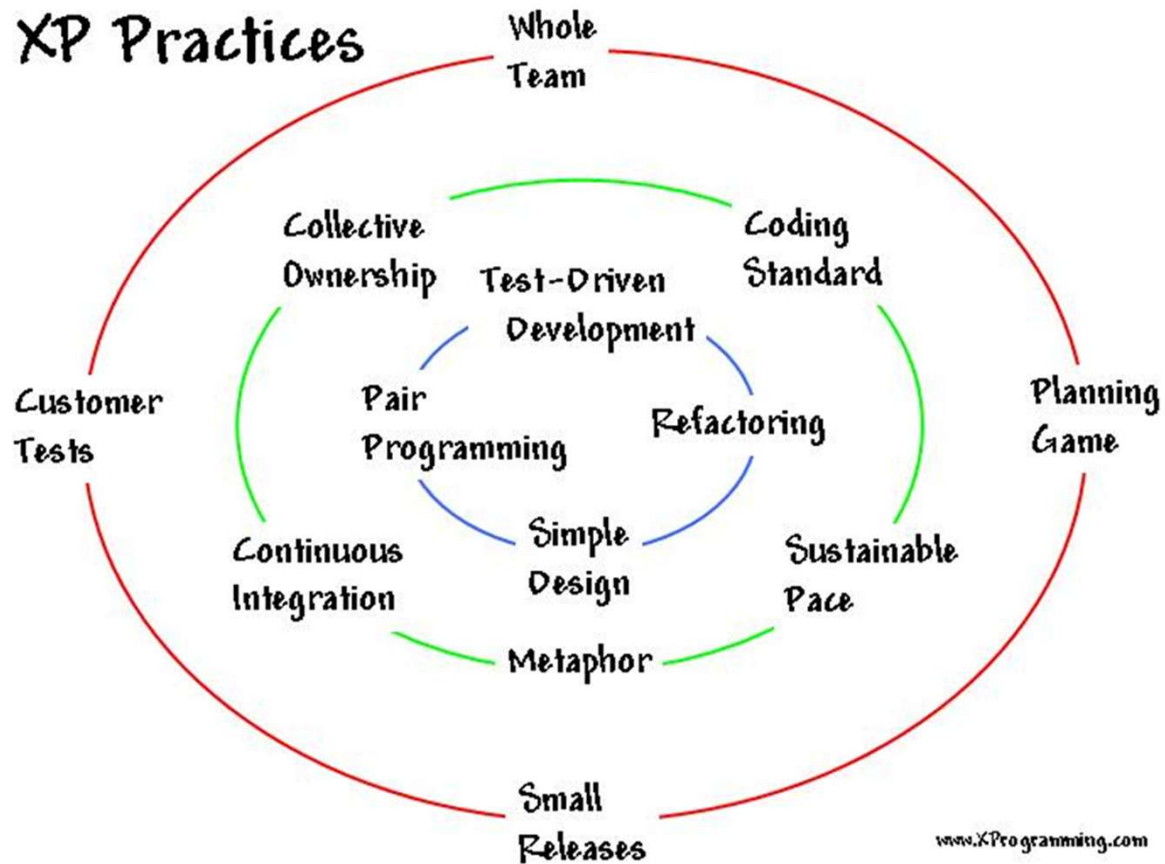 XP Practices
Whole
Team
Collective
Ownership
Coding
Standard
Test-Driven
Development
Customer
Tests
Pair
Programming
Refactoring
Planning
Game
Continuous
Integration
Simple
Design
Sustainable
Pace
Metaphor
Small
Releases
www.XProgramming.com